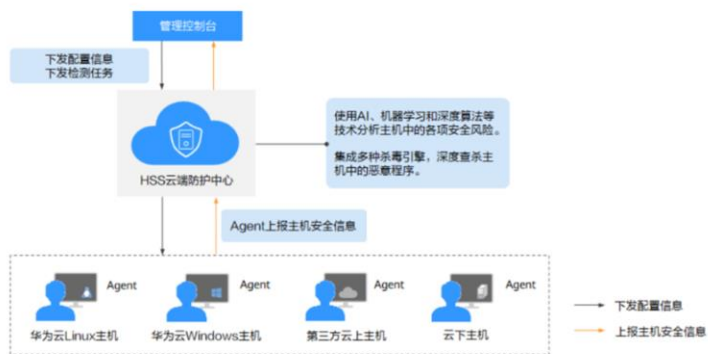 管理控制台
下发配置信息
下发检测任务
使用AI、机器学习和深度算法等
技术分析主机中的各项安全风险。
集成多种杀毒引擎，深度查杀主
机中的恶意程序。
HSS云端防护中心
Agent上报主机安全信息
Agent
Agent
Agent
Agent
华为云Linux主机
华为云Windows主机
第三方云上主机
云下主机
下发配置信息
上报主机安全信息